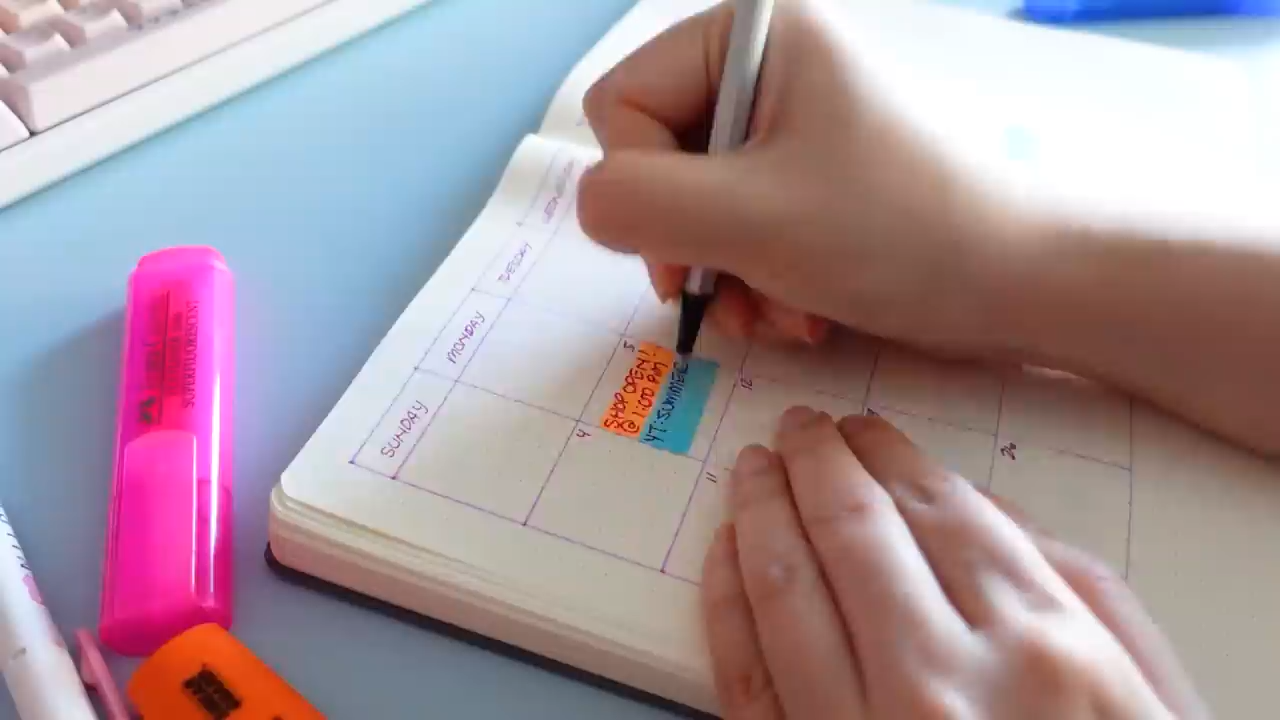 SUNDAY
MONDAY
TUESDAY
4
5
SHOP OPEN!
@ 1:00 PM
YT: SUMMER
11
12
26